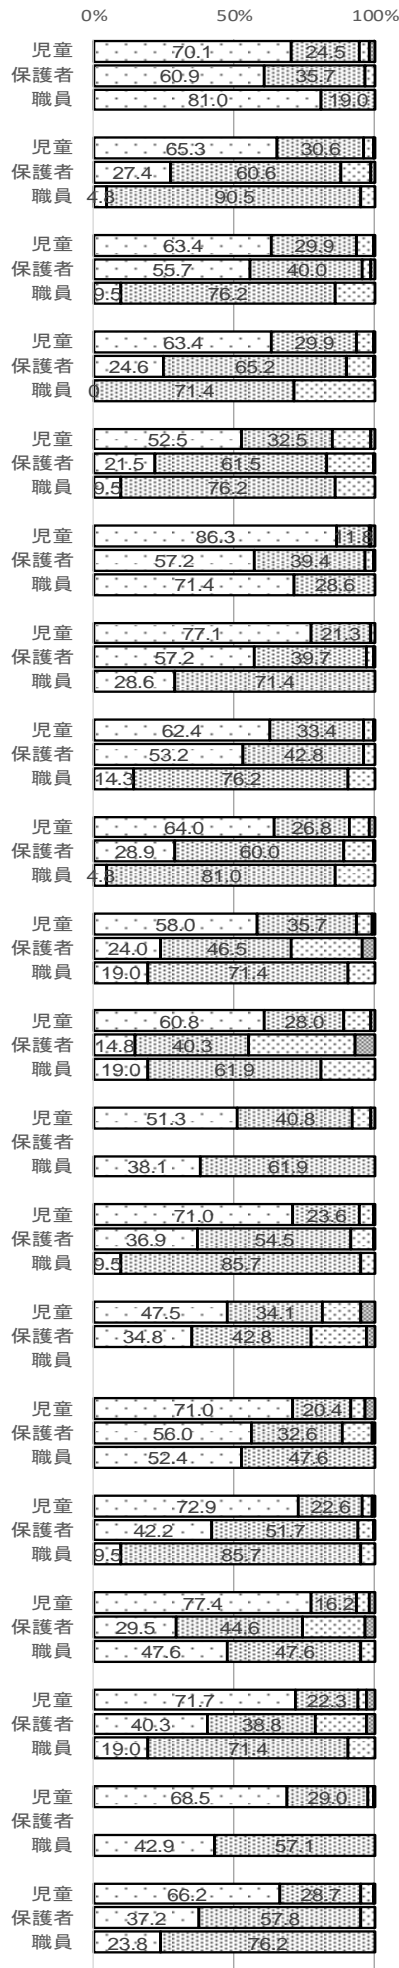 0% 50% 100%
児童 70.1 24.5
保護者 60.9 35.7
職員 81.0 19.0
児童 65.3 30.6
保護者 27.4 60.6
職員 4.8 90.5
児童 63.4 29.9
保護者 55.7 40.0
職員 9.5 76.2
児童 63.4 29.9
保護者 24.6 65.2
職員 0 71.4
児童 52.5 32.5
保護者 21.5 61.5
職員 9.5 76.2
児童 86.3 11.8
保護者 57.2 39.4
職員 71.4 28.6
児童 77.1 21.3
保護者 57.2 39.7
職員 28.6 71.4
児童 62.4 33.4
保護者 53.2 42.8
職員 14.3 76.2
児童 64.0 26.8
保護者 28.9 60.0
職員 4.8 81.0
児童 58.0 35.7
保護者 24.0 46.5
職員 19.0 71.4
児童 60.8 28.0
保護者 14.8 40.3
職員 19.0 61.9
児童 51.3 40.8
保護者
職員 38.1 61.9
児童 71.0 23.6
保護者 36.9 54.5
職員 9.5 85.7
児童 47.5 34.1
保護者 34.8 42.8
職員
児童 71.0 20.4
保護者 56.0 32.6
職員 52.4 47.6
児童 72.9 22.6
保護者 42.2 51.7
職員 9.5 85.7
児童 77.4 16.2
保護者 29.5 44.6
職員 47.6 47.6
児童 71.7 22.3
保護者 40.3 38.8
職員 19.0 71.4
児童 68.5 29.0
保護者
職員 42.9 57.1
児童 66.2 28.7
保護者 37.2 57.8
職員 23.8 76.2